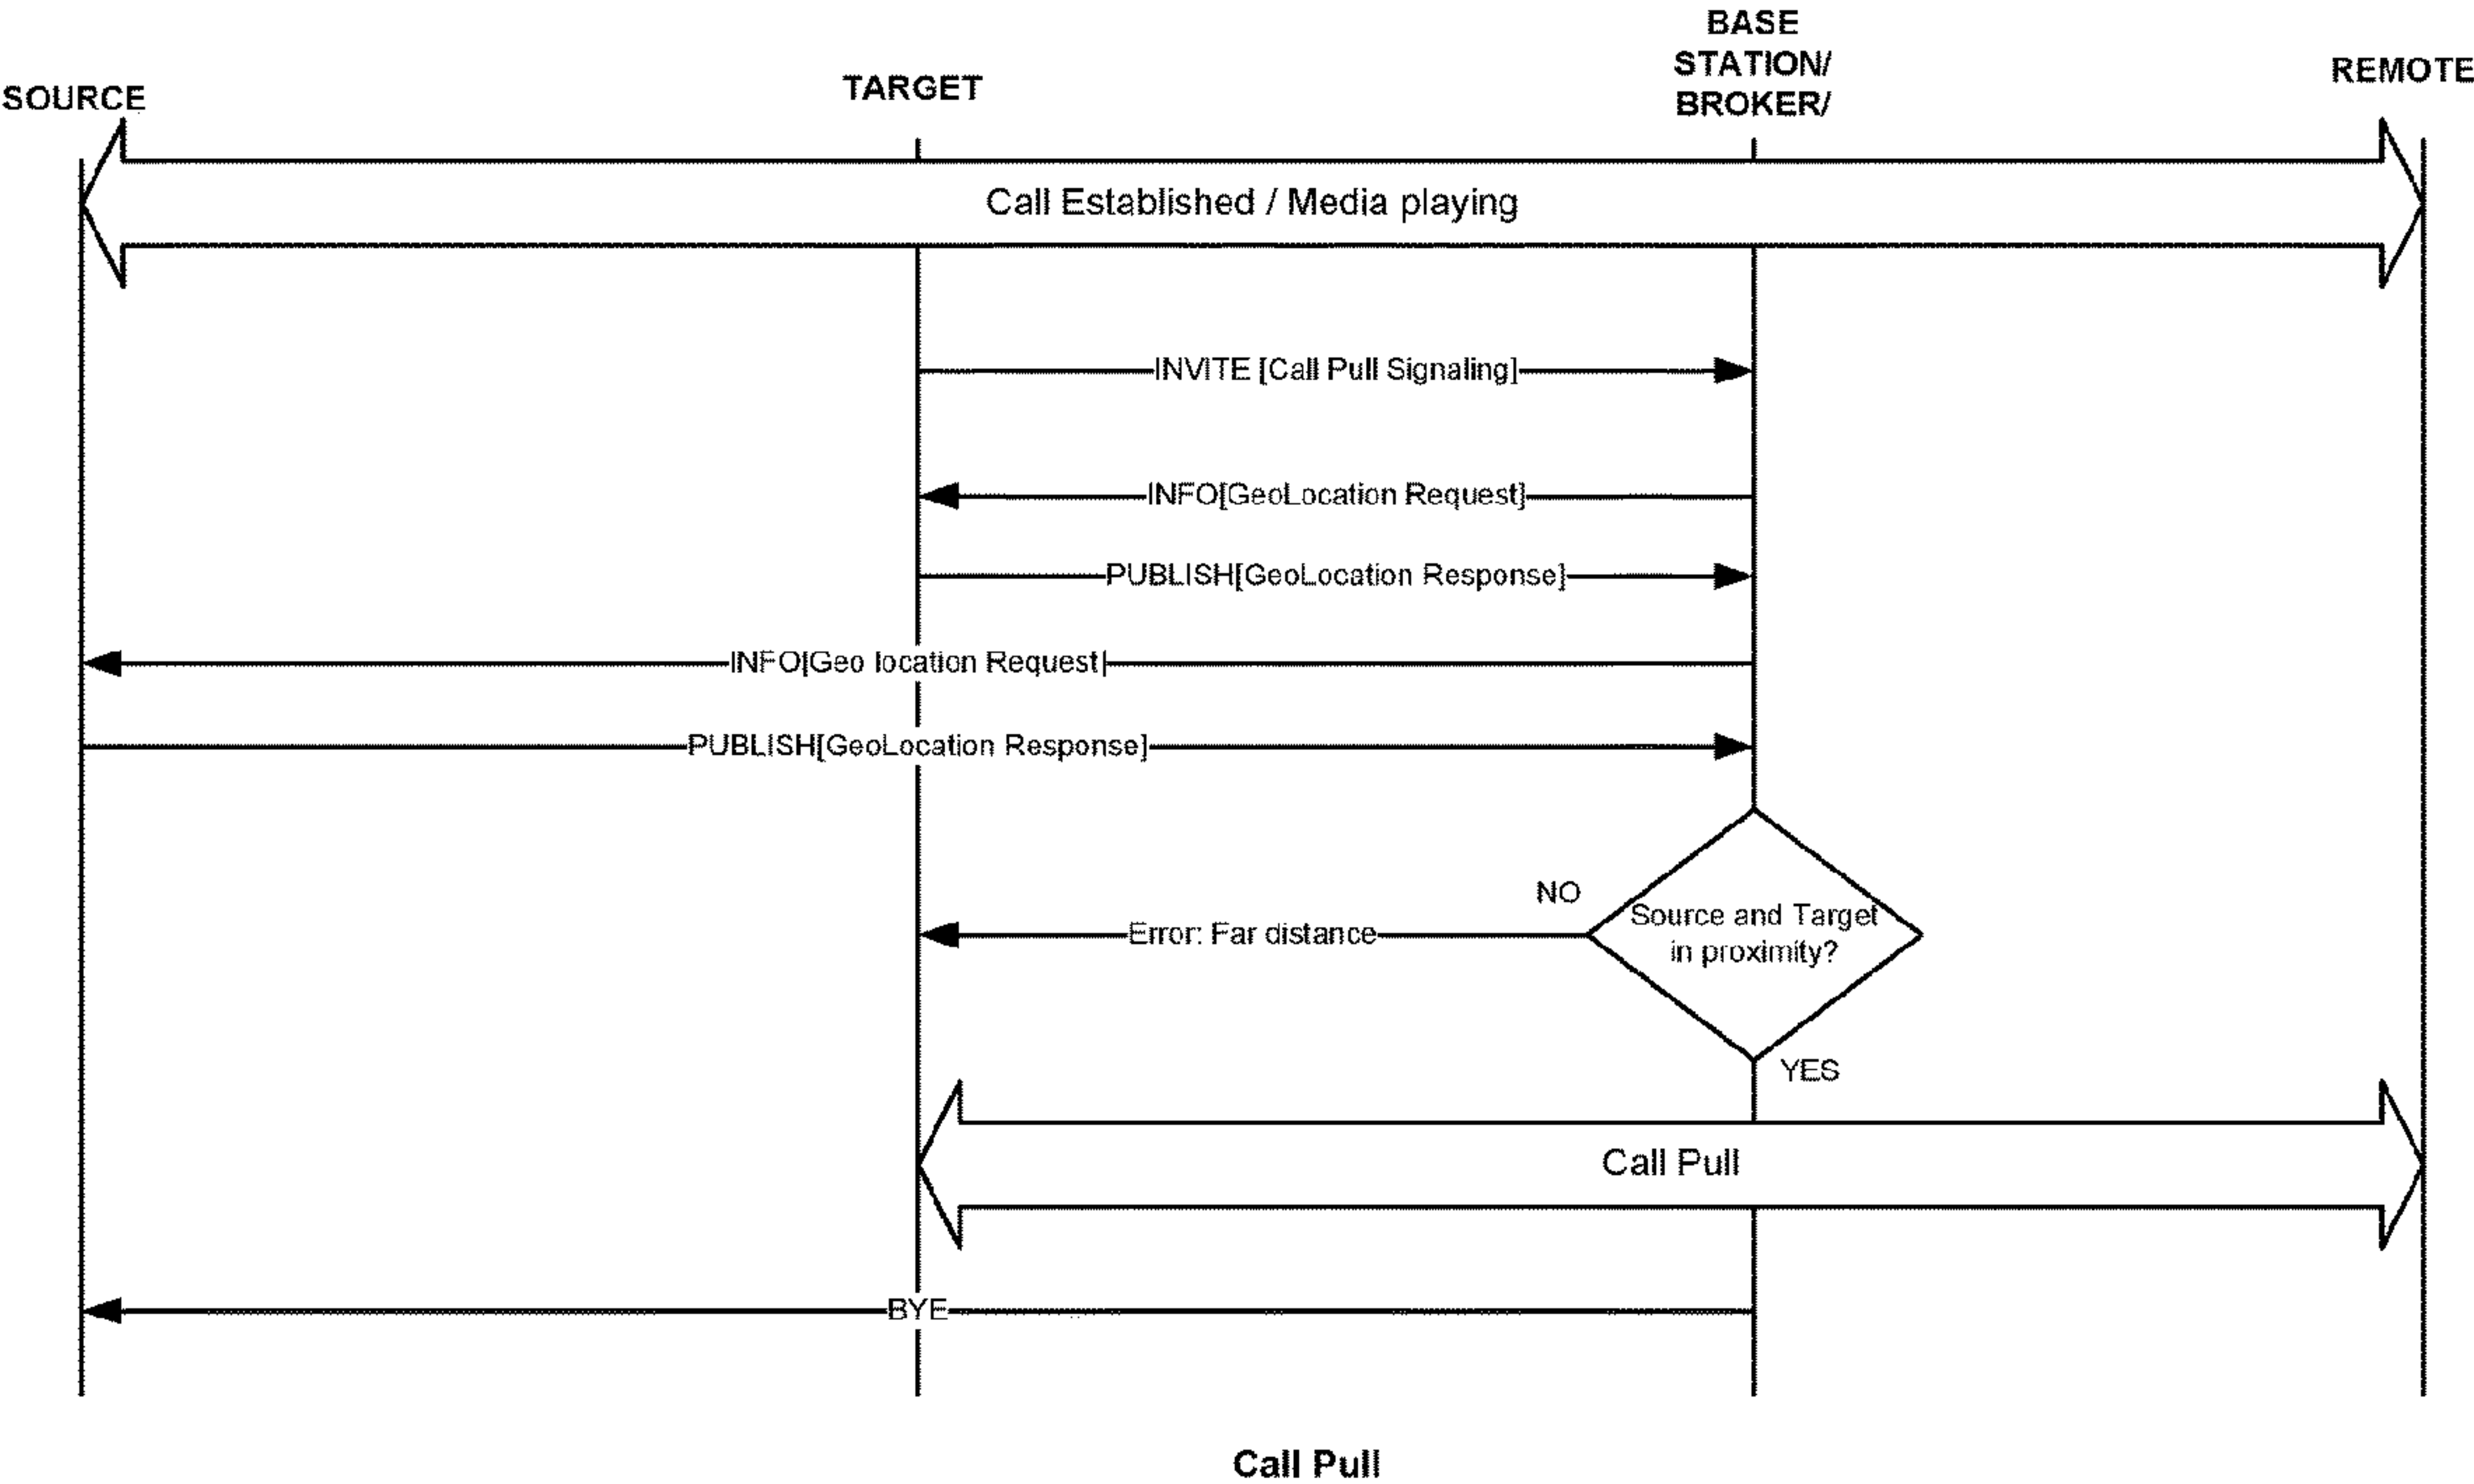 BASE
STATION/
BROKER/
SOURCE
TARGET
REMOTE
Call Established / Media playing
INVITE [Call Pull Signaling]
INFO[GeoLocation Request]
PUBLISH[GeoLocation Response]
INFO[Geo location Request]
PUBLISH[GeoLocation Response]
NO
Source and Target
in proximity?
Error: Far distance
YES
Call Pull
BYE
Call Pull